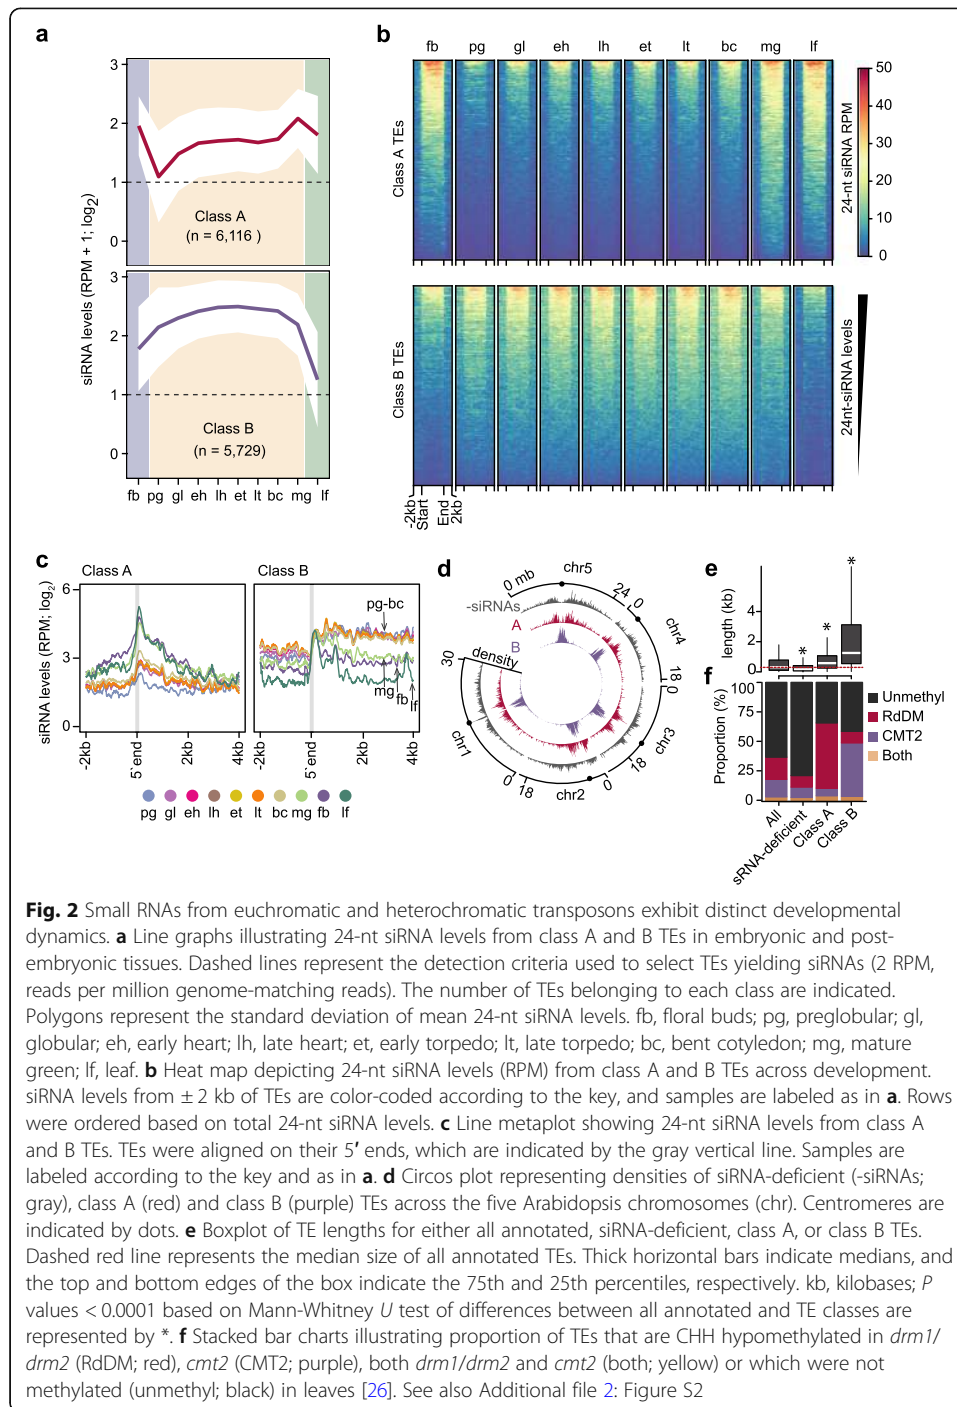 a
siRNA levels (RPM + 1; log2)
3
2
1
0
Class A
(n = 6,116 )
3
2
1
0
Class B
(n = 5,729)
fb pg gl eh lh et lt bc mg lf
b
fb pg gl eh lh et lt bc mg lf
Class A TEs
Class B TEs
50
40
30
20
10
0
24-nt siRNA RPM
24nt-siRNA levels
-2kb
Start
End
2kb
c
siRNA levels (RPM; log2)
Class A
Class B
6
3
0
pg-bc
mg
fb
lf
-2kb 5'end 2kb 4kb
-2kb 5'end 2kb 4kb
pg gl eh lh et lt bc mg fb lf
d
0 mb
chr5
24
0
chr4
18
0
chr3
18
0
chr2
18
0
chr1
30
density
-siRNAs
A
B
e
length (kb)
4
2
0
*
*
*
*
f
Proportion (%)
100
75
50
25
0
Unmethyl
RdDM
CMT2
Both
All
sRNA-deficient
Class A
Class B
Fig. 2 Small RNAs from euchromatic and heterochromatic transposons exhibit distinct developmental
dynamics. a Line graphs illustrating 24-nt siRNA levels from class A and B TEs in embryonic and post-
embryonic tissues. Dashed lines represent the detection criteria used to select TEs yielding siRNAs (2 RPM,
reads per million genome-matching reads). The number of TEs belonging to each class are indicated.
Polygons represent the standard deviation of mean 24-nt siRNA levels. fb, floral buds; pg, preglobular; gl,
globular; eh, early heart; lh, late heart; et, early torpedo; lt, late torpedo; bc, bent cotyledon; mg, mature
green; lf, leaf. b Heat map depicting 24-nt siRNA levels (RPM) from class A and B TEs across development.
siRNA levels from ± 2 kb of TEs are color-coded according to the key, and samples are labeled as in a. Rows
were ordered based on total 24-nt siRNA levels. c Line metaplot showing 24-nt siRNA levels from class A
and B TEs. TEs were aligned on their 5′ ends, which are indicated by the gray vertical line. Samples are
labeled according to the key and as in a. d Circos plot representing densities of siRNA-deficient (-siRNAs;
gray), class A (red) and class B (purple) TEs across the five Arabidopsis chromosomes (chr). Centromeres are
indicated by dots. e Boxplot of TE lengths for either all annotated, siRNA-deficient, class A, or class B TEs.
Dashed red line represents the median size of all annotated TEs. Thick horizontal bars indicate medians, and
the top and bottom edges of the box indicate the 75th and 25th percentiles, respectively. kb, kilobases; P
values < 0.0001 based on Mann-Whitney U test of differences between all annotated and TE classes are
represented by *. f Stacked bar charts illustrating proportion of TEs that are CHH hypomethylated in drm1/
drm2 (RdDM; red), cmt2 (CMT2; purple), both drm1/drm2 and cmt2 (both; yellow) or which were not
methylated (unmethyl; black) in leaves [26]. See also Additional file 2: Figure S2